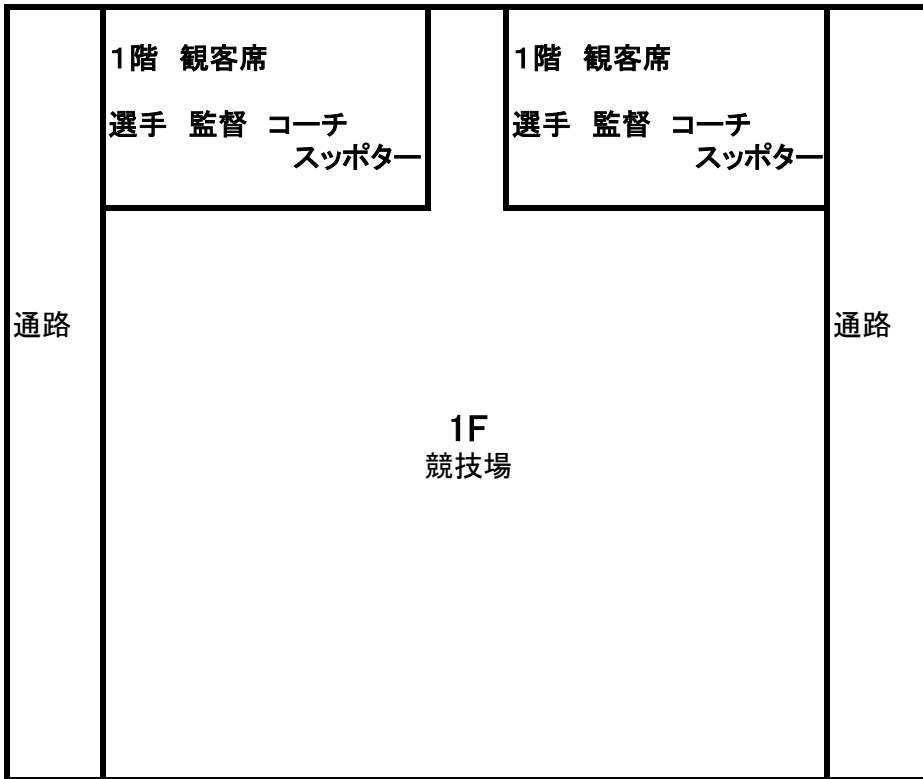 1階 観客席
選手 監督 コーチ
スッポター
1階 観客席
選手 監督 コーチ
スッポター
通路
通路
1F
競技場